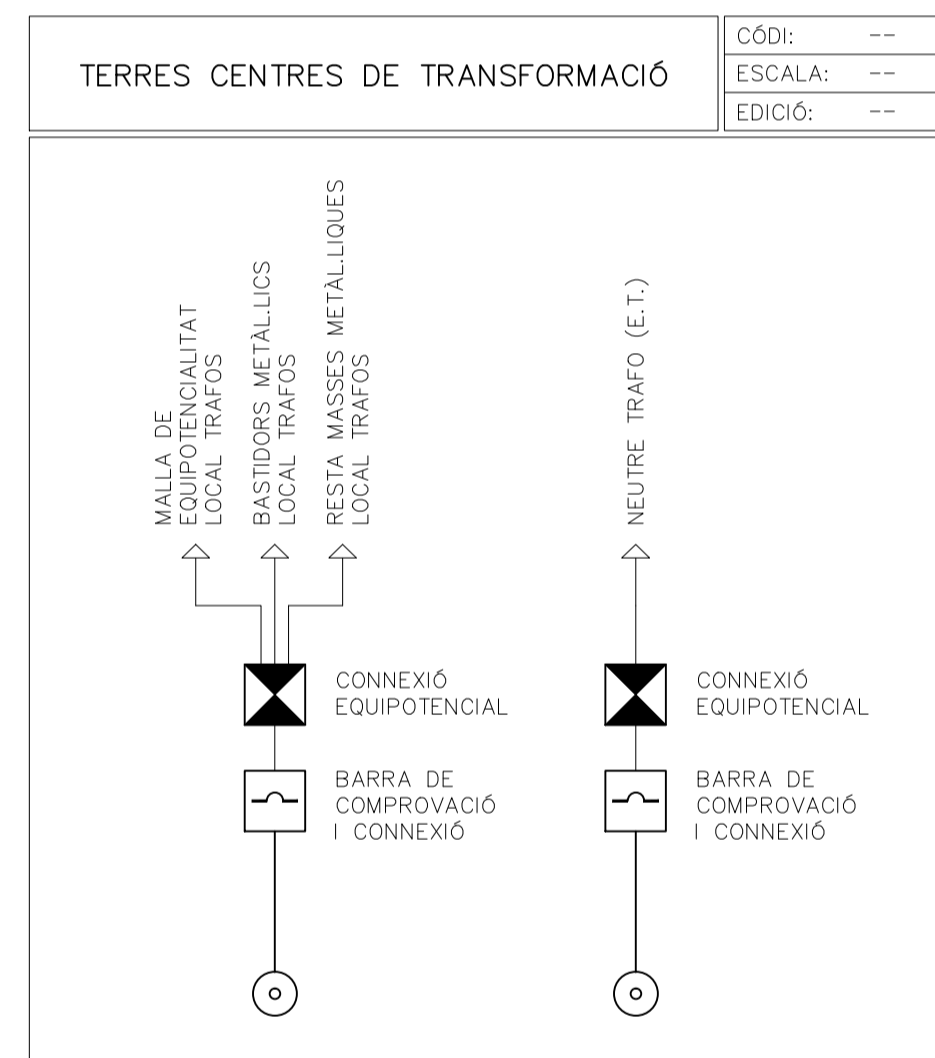 TERRES CENTRES DE TRANSFORMACIÓ
CÓDI: --
ESCALA: --
EDICIÓ: --
MALLA DE
EQUIPOTENCIALITAT
LOCAL TRAFOS
BASTIDORS METÀL.LICS
LOCAL TRAFOS
RESTA MASSES METÀL.LIQUES
LOCAL TRAFOS
NEUTRE TRAFO (E.T.)
CONNEXIÓ
EQUIPOTENCIAL
CONNEXIÓ
EQUIPOTENCIAL
BARRA DE
COMPROVACIÓ
I CONNEXIÓ
BARRA DE
COMPROVACIÓ
I CONNEXIÓ